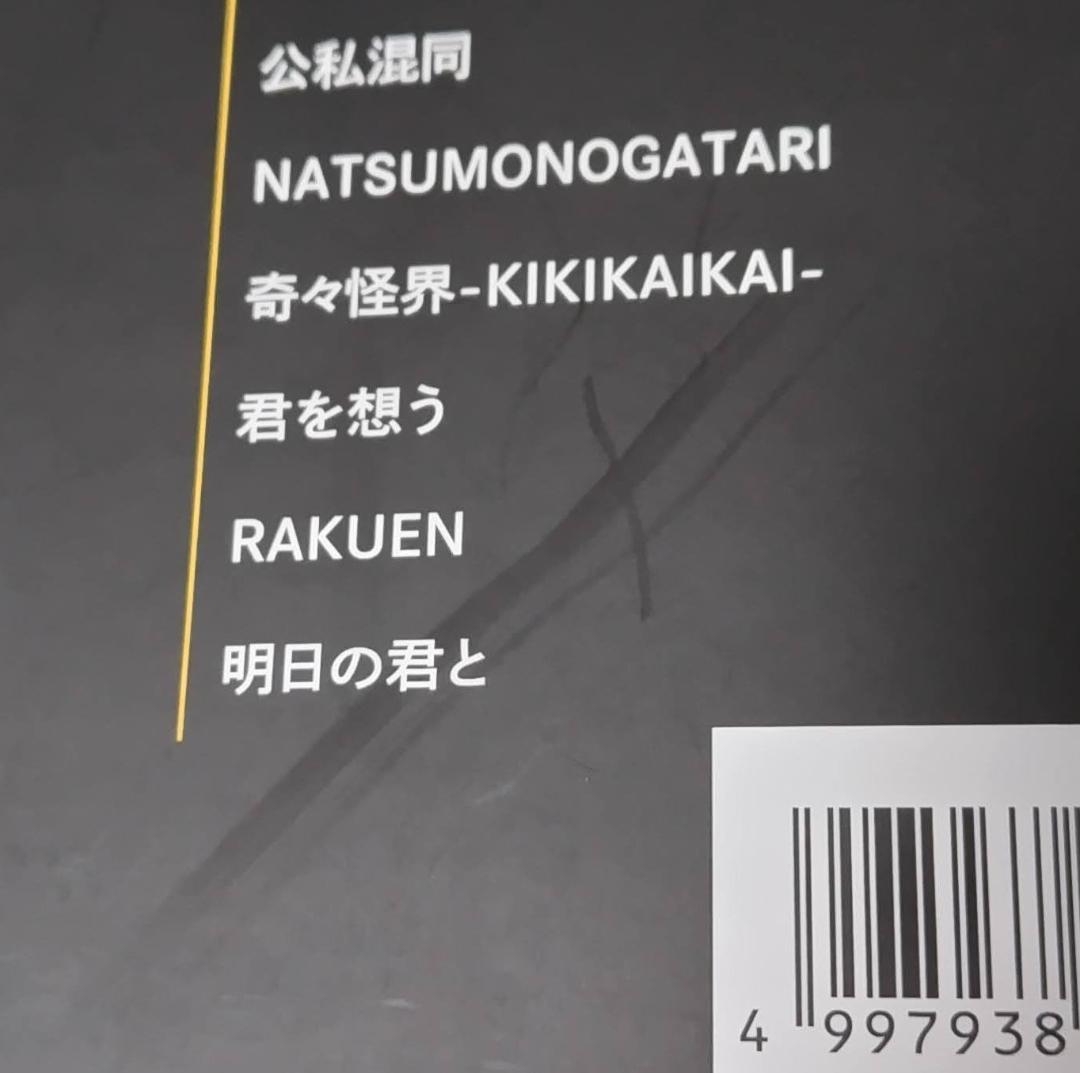 公私混同
NATSUMONOGATARI
奇々怪界-KIKIKAIKAI-
君を想う
RAKUEN
明日の君と
4 997938